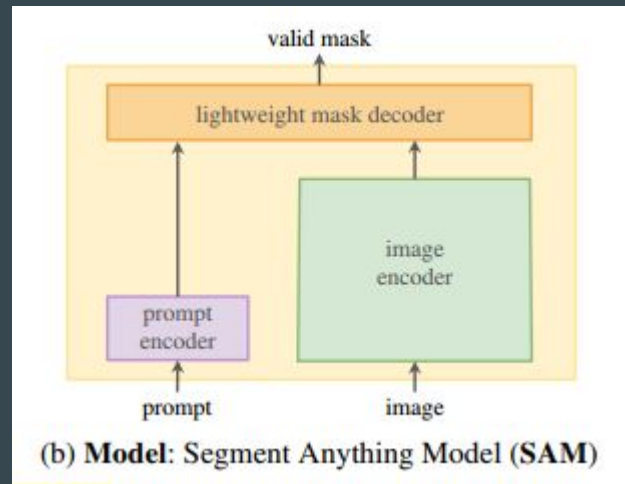 valid mask
lightweight mask decoder
image
encoder
prompt
encoder
prompt
image
(b) Model: Segment Anything Model (SAM)